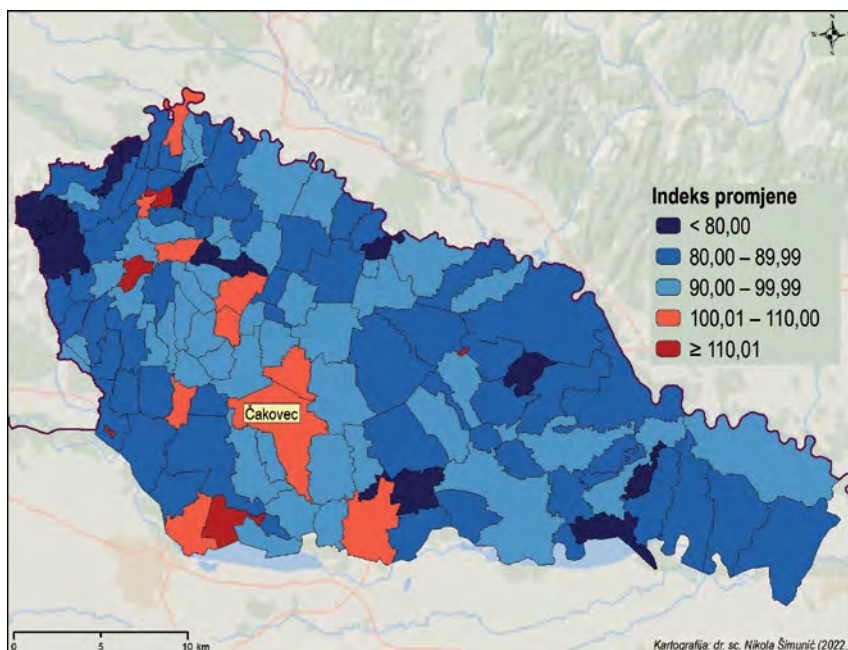 N
W E
S
Indeks promjene
< 80,00
80,00 – 89,99
90,00 – 99,99
100,01 – 110,00
≥ 110,01
Čakovec
0 5 10 km
Kartografija: dr. sc. Nikola Šimunić (2022.